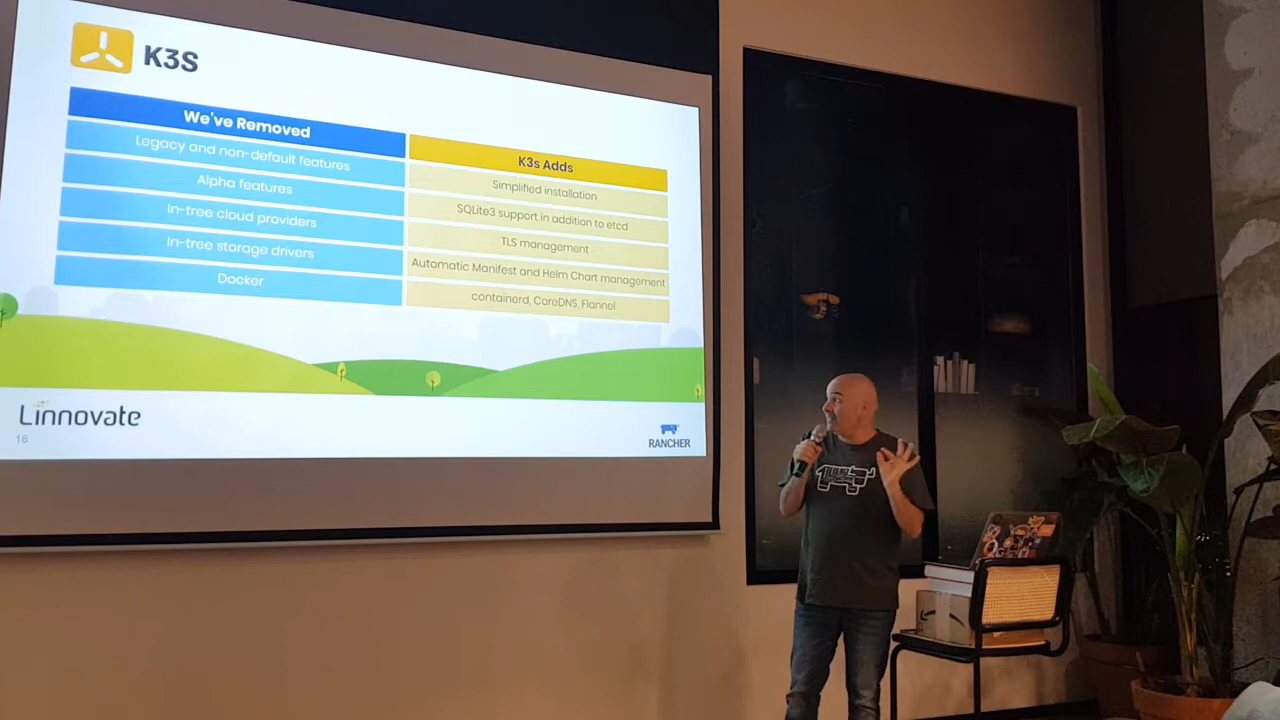 K3S
We've Removed
Legacy and non-default features
Alpha features
In-tree cloud providers
In-tree storage drivers
Docker
K3s Adds
Simplified installation
SQLite3 support in addition to etcd
TLS management
Automatic Manifest and Helm Chart management
containerd, CoreDNS, Flannel
Linnovate
16
RANCHER